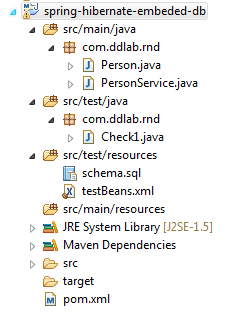 spring-hibernate-embeded-db
src/main/java
com.ddlab.rnd
Person.java
PersonService.java
src/test/java
com.ddlab.rnd
Check1.java
src/test/resources
schema.sql
testBeans.xml
src/main/resources
JRE System Library [J2SE-1.5]
Maven Dependencies
src
target
pom.xml